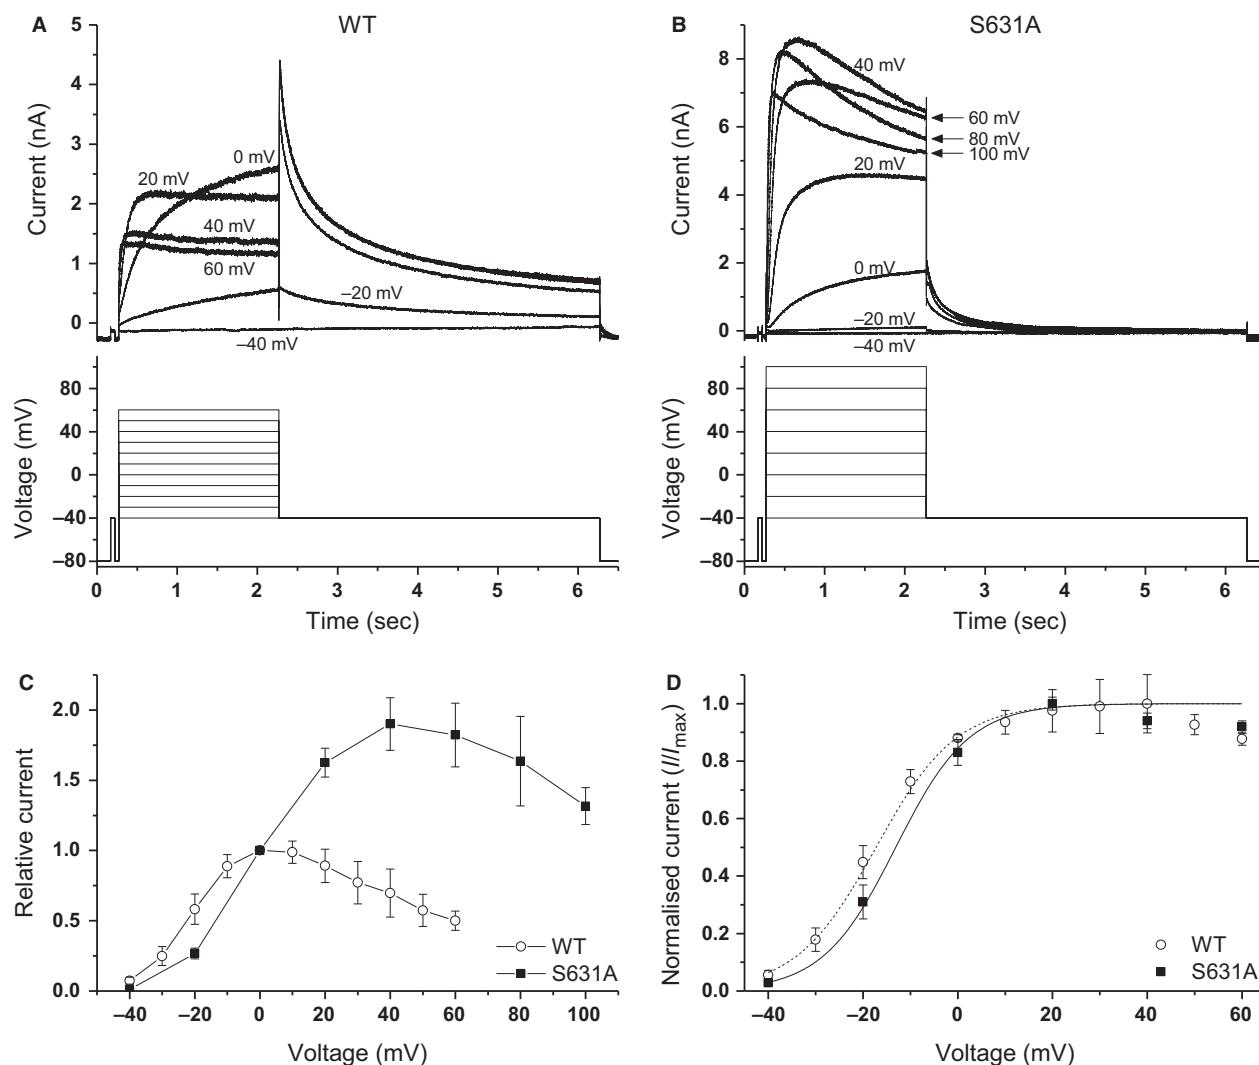 A
WT
5
4
3
2
1
0
Current (nA)
0 mV
20 mV
40 mV
60 mV
–20 mV
–40 mV
80
40
0
–40
–80
Voltage (mV)
0 1 2 3 4 5 6
Time (sec)
B
S631A
8
6
4
2
0
Current (nA)
40 mV
60 mV
80 mV
100 mV
20 mV
0 mV
–20 mV
–40 mV
80
40
0
–40
–80
Voltage (mV)
0 1 2 3 4 5 6
Time (sec)
C
2.0
1.5
1.0
0.5
0.0
Relative current
WT
S631A
–40 –20 0 20 40 60 80 100
Voltage (mV)
D
1.0
0.8
0.6
0.4
0.2
0.0
Normalised current (I/Imax)
WT
S631A
–40 –20 0 20 40 60
Voltage (mV)